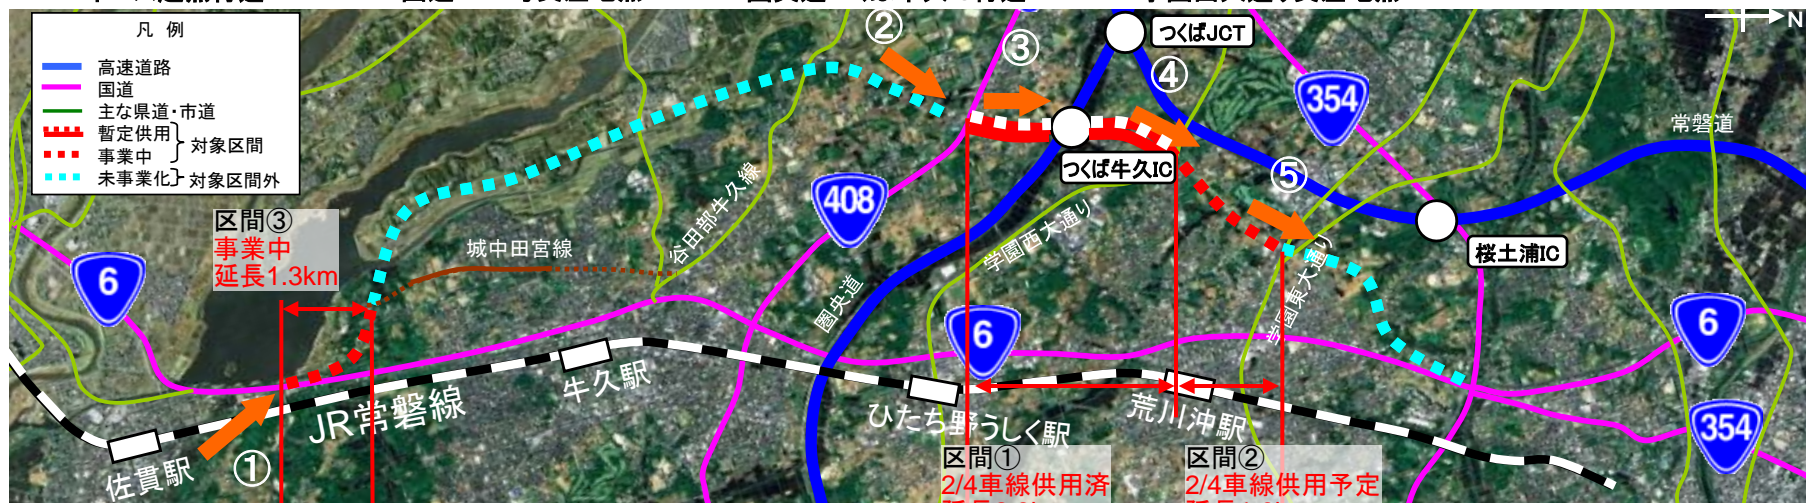 凡 例
高速道路
国道
主な県道・市道
暫定供用
事業中
対象区間
未事業化
対象区間外
N
②
③
つくばJCT
④
354
常磐道
つくば牛久IC
⑤
408
谷田部牛久線
学園西大通り
桜土浦IC
区間③
事業中
延長1.3km
城中田宮線
6
圏央道
学園東大通り
6
6
牛久駅
JR常磐線
ひたち野うしく駅
荒川沖駅
354
佐貫駅
①
区間①
2/4車線供用済
区間②
2/4車線供用予定